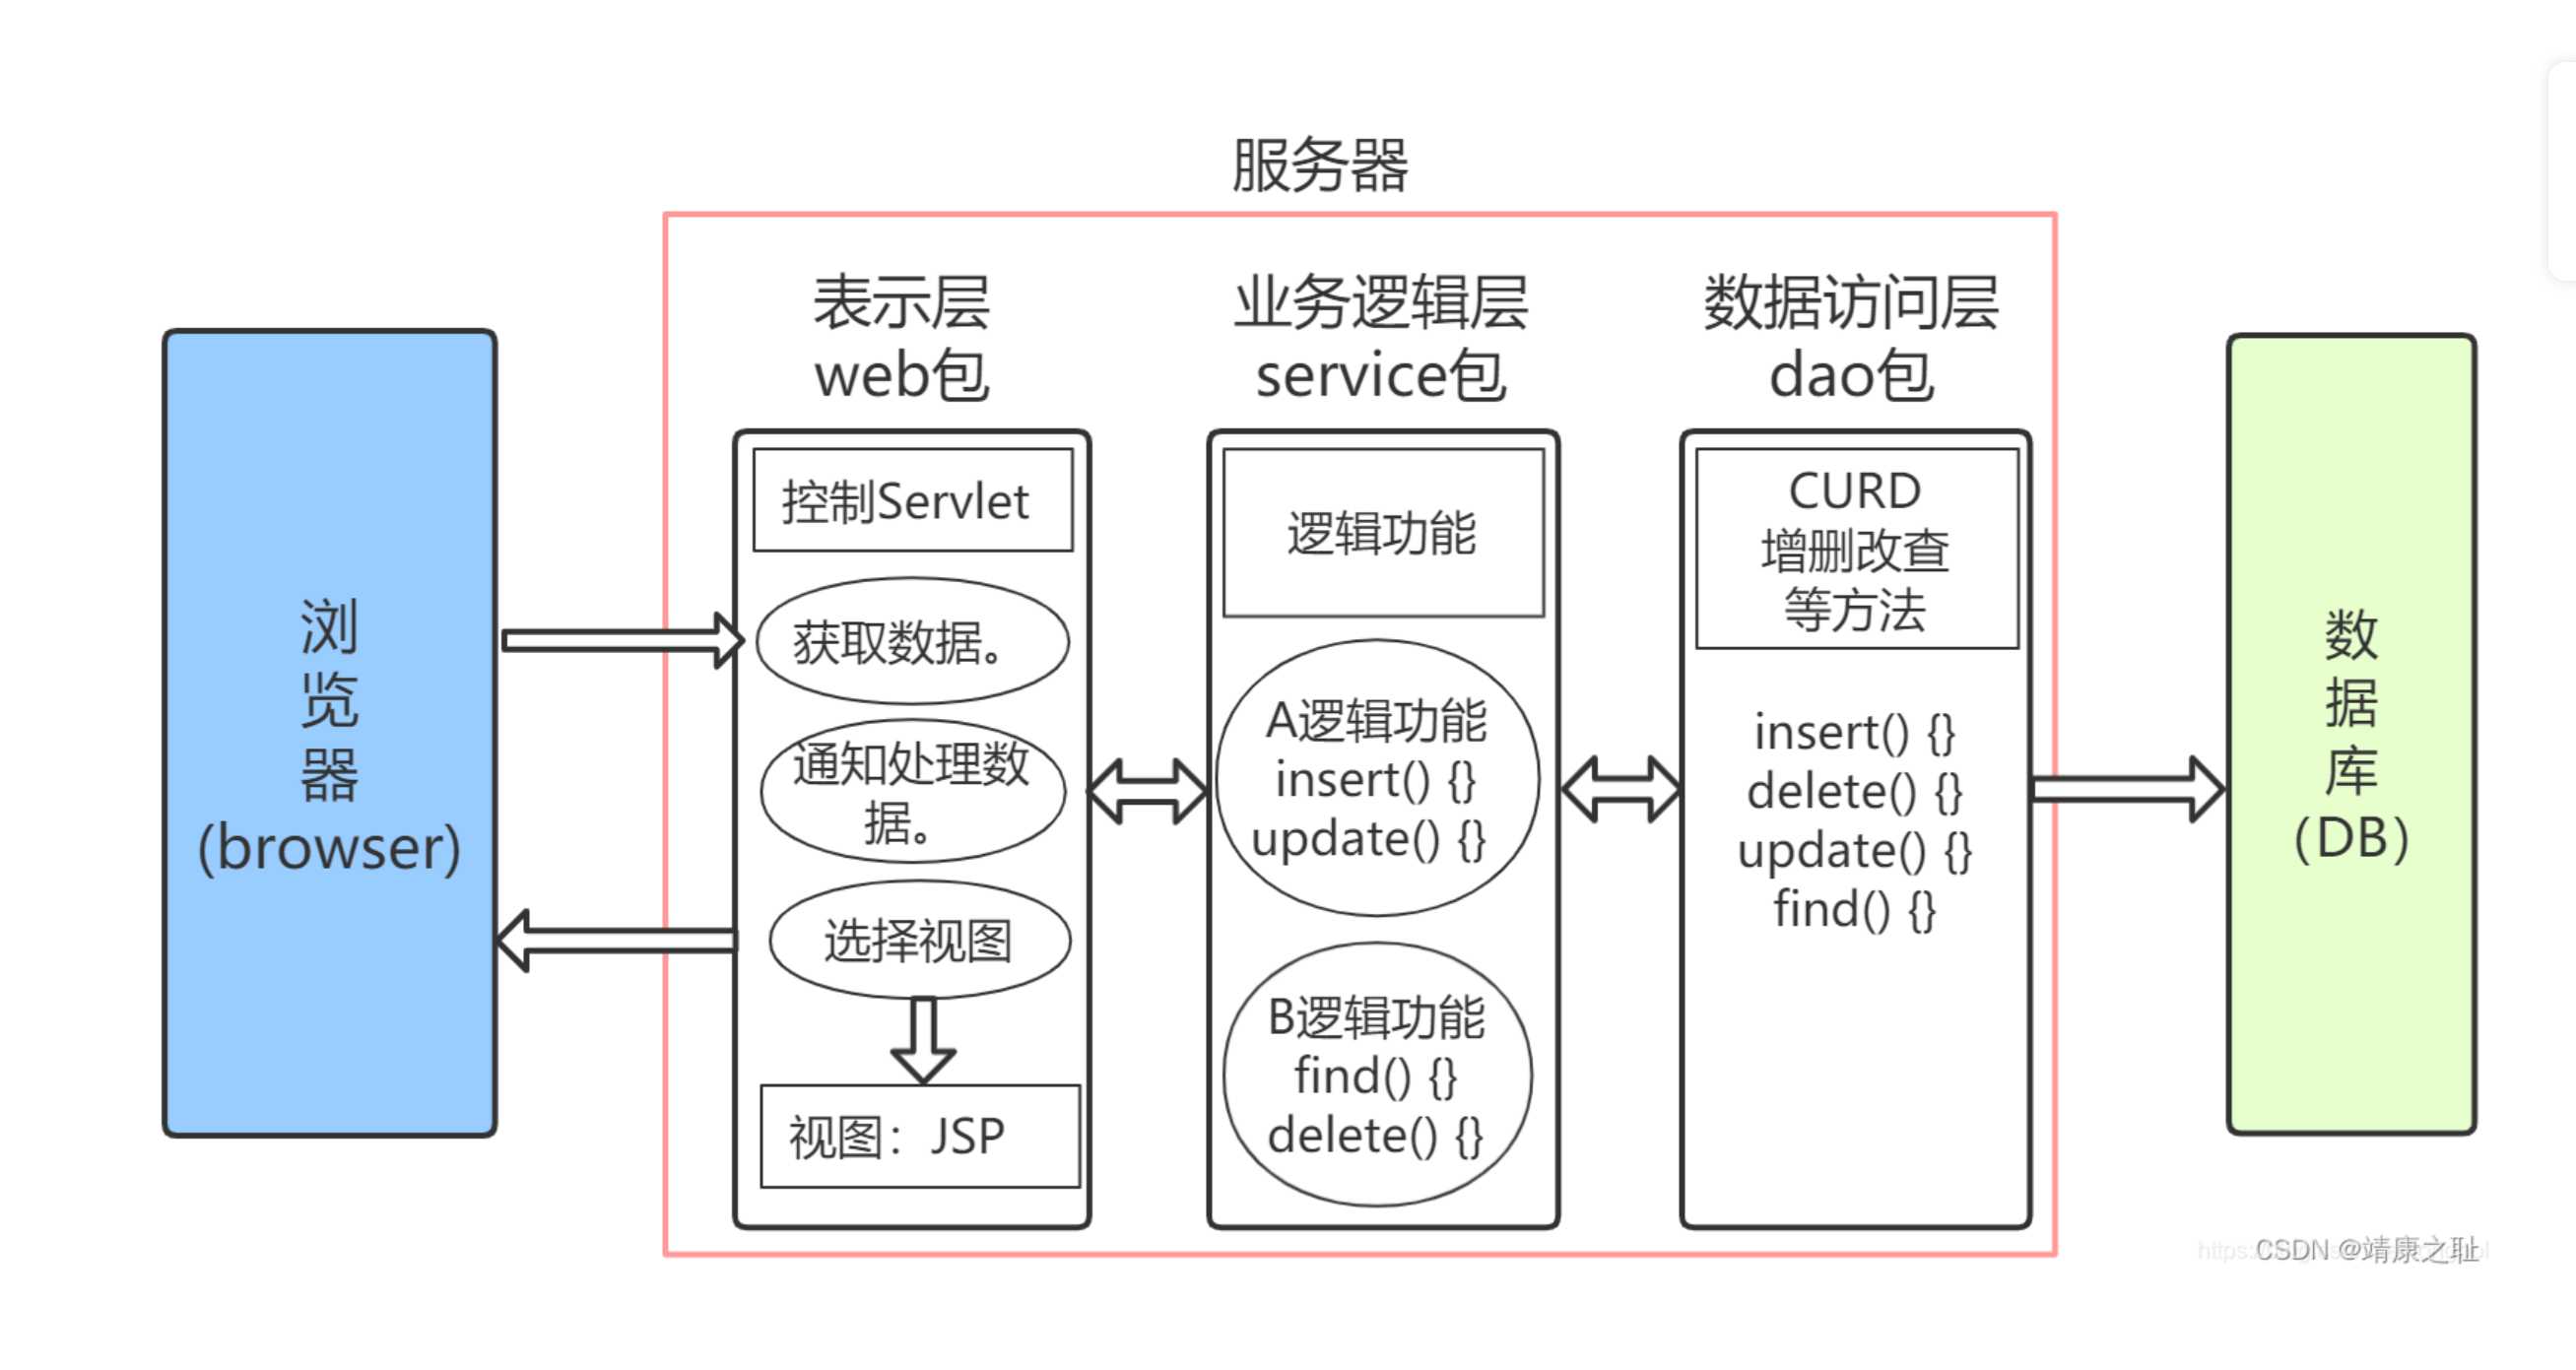 服务器
浏
览
器
(browser)
表示层
web包
控制Servlet
获取数据。
通知处理数
据。
选择视图
视图：JSP
业务逻辑层
service包
逻辑功能
A逻辑功能
insert() {}
update() {}
B逻辑功能
find() {}
delete() {}
数据访问层
dao包
CURD
增删改查
等方法
insert() {}
delete() {}
update() {}
find() {}
数
据
库
(DB)
CSDN @靖康之耻